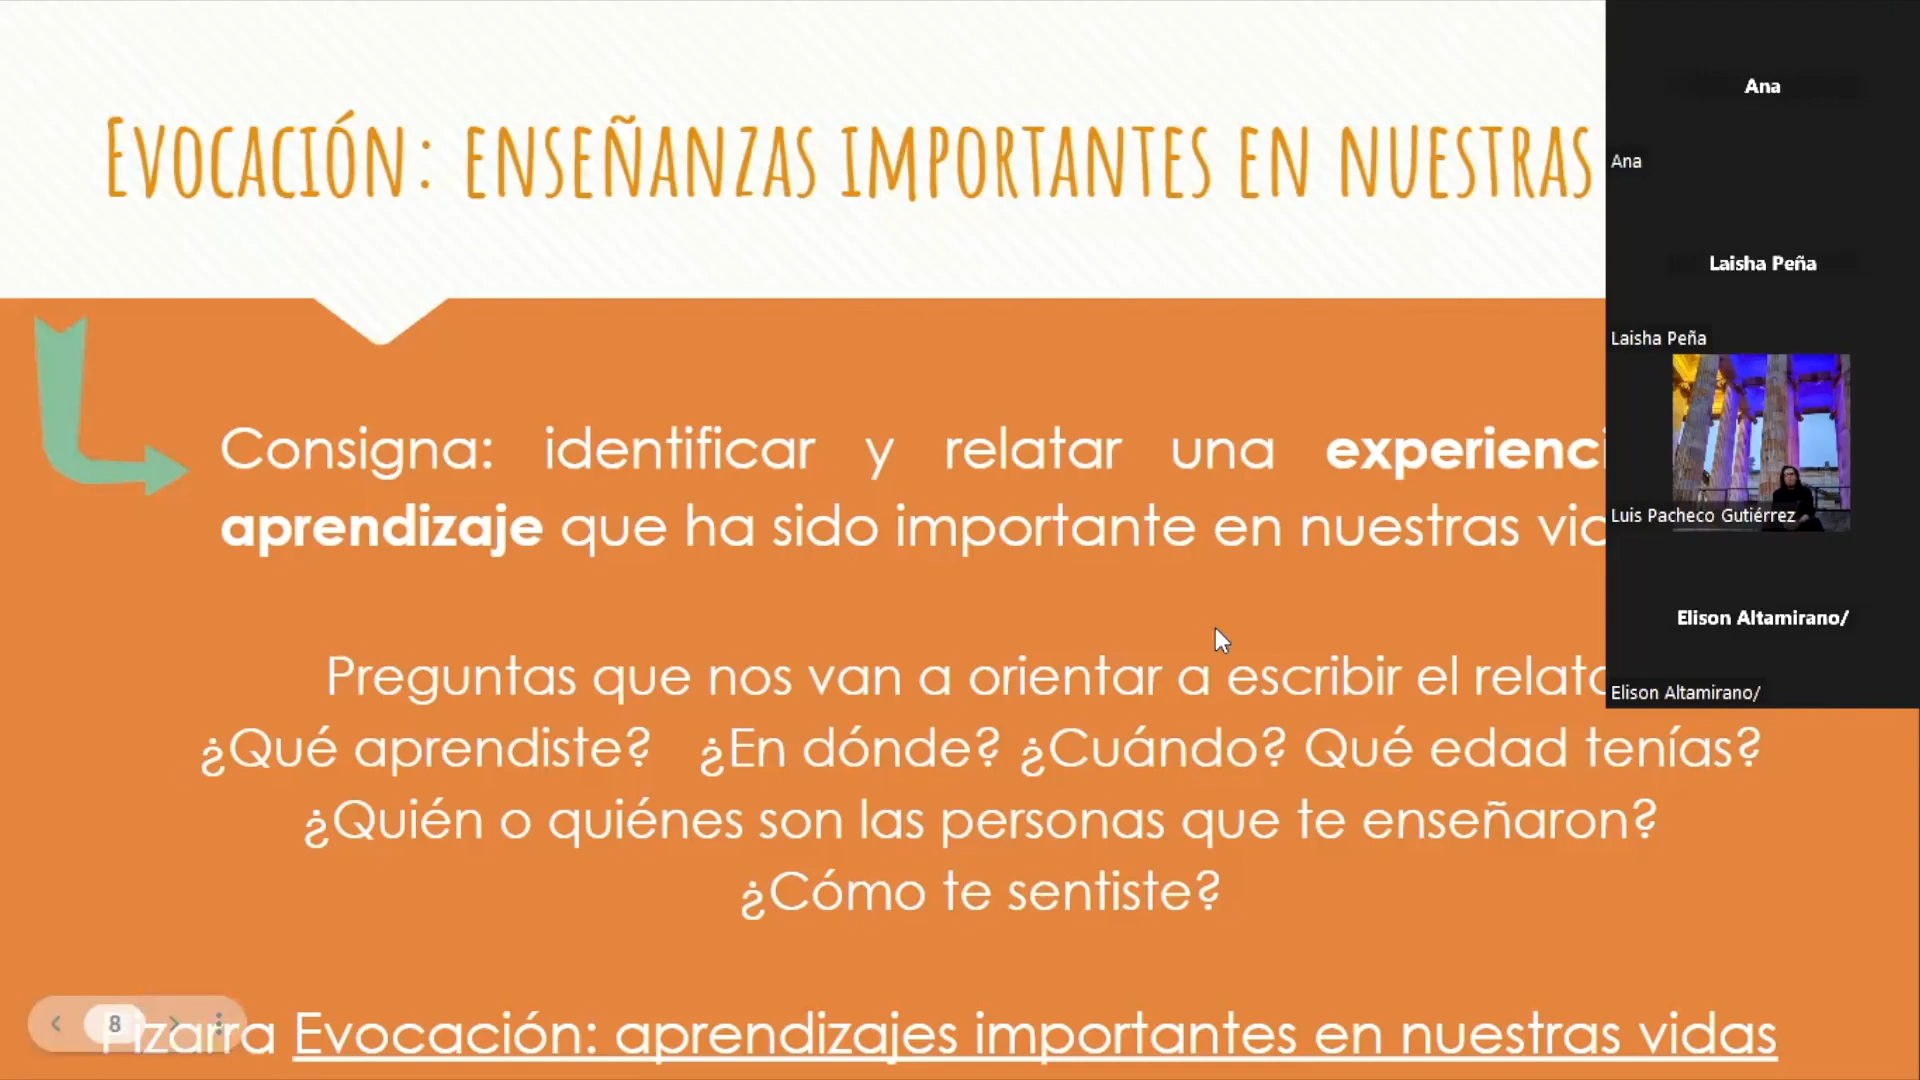 Evocación: enseñanzas importantes en nuestras
Consigna: identificar y relatar una experienci
aprendizaje que ha sido importante en nuestras
Preguntas que nos van a orientar a escribir el relato
¿Qué aprendiste? ¿En dónde? ¿Cuándo? Qué edad tenías?
¿Quién o quiénes son las personas que te enseñaron?
¿Cómo te sentiste?
Pizarra Evocación: aprendizajes importantes en nuestras vidas
8
Ana
Ana
Laisha Peña
Laisha Peña
Luis Pacheco Gutiérrez
Elison Altamirano/
Elison Altamirano/